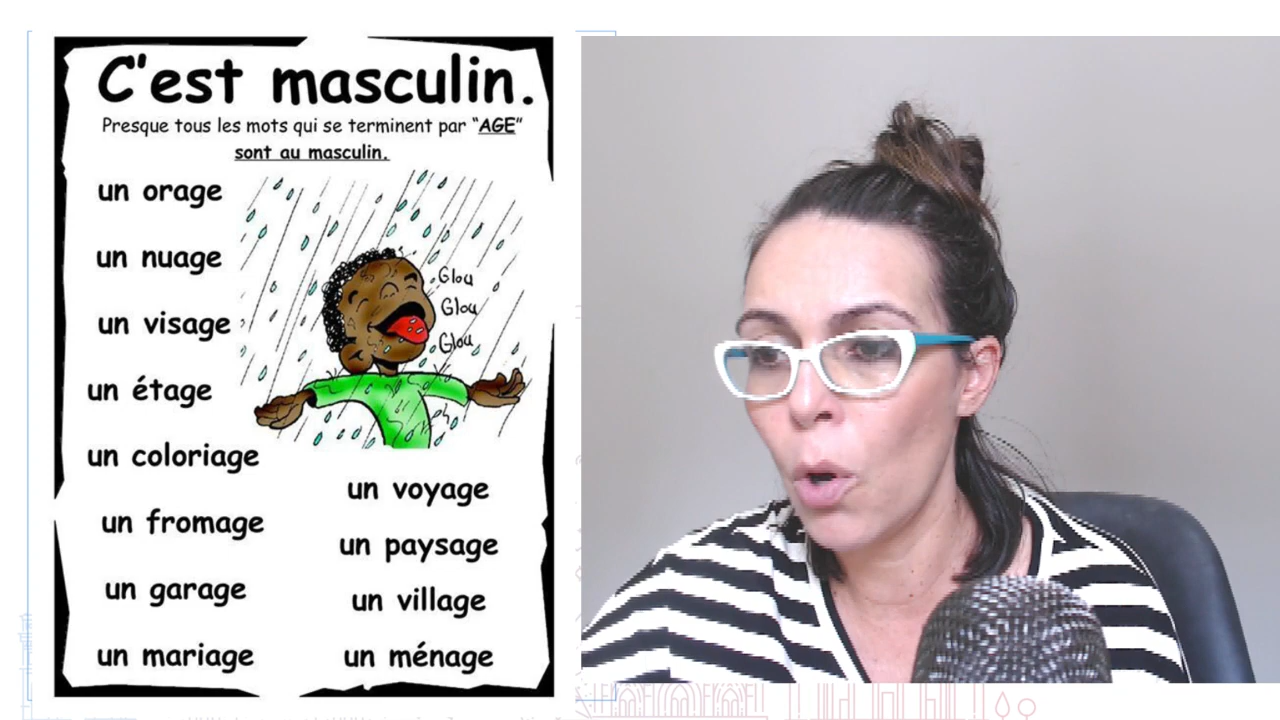 C'est masculin.
Presque tous les mots qui se terminent par "AGE"
sont au masculin.
un orage
un nuage
un visage
un étage
un coloriage
un fromage
un garage
un mariage
Glou
Glou
Glou
un voyage
un paysage
un village
un ménage